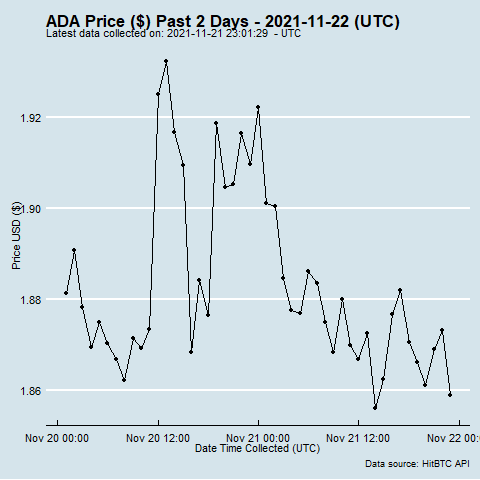 ADA Price ($) Past 2 Days - 2021-11-22 (UTC)
Latest data collected on: 2021-11-21 23:01:29 - UTC
1.92
1.90
1.88
1.86
Price USD ($)
Nov 20 00:00 Nov 20 12:00 Nov 21 00:00 Nov 21 12:00 Nov 22 00:
Date Time Collected (UTC)
Data source: HitBTC API